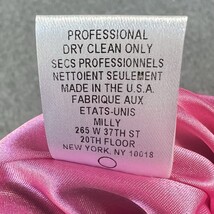 PROFESSIONAL
DRY CLEAN ONLY
SECS PROFESSIONNELS
NETTOIENT SEULEMENT
MADE IN THE U.S.A.
FABRIQUE AUX
ETATS-UNIS
MILLY
265 W 37TH ST
20TH FLOOR
NEW YORK, NY 10018